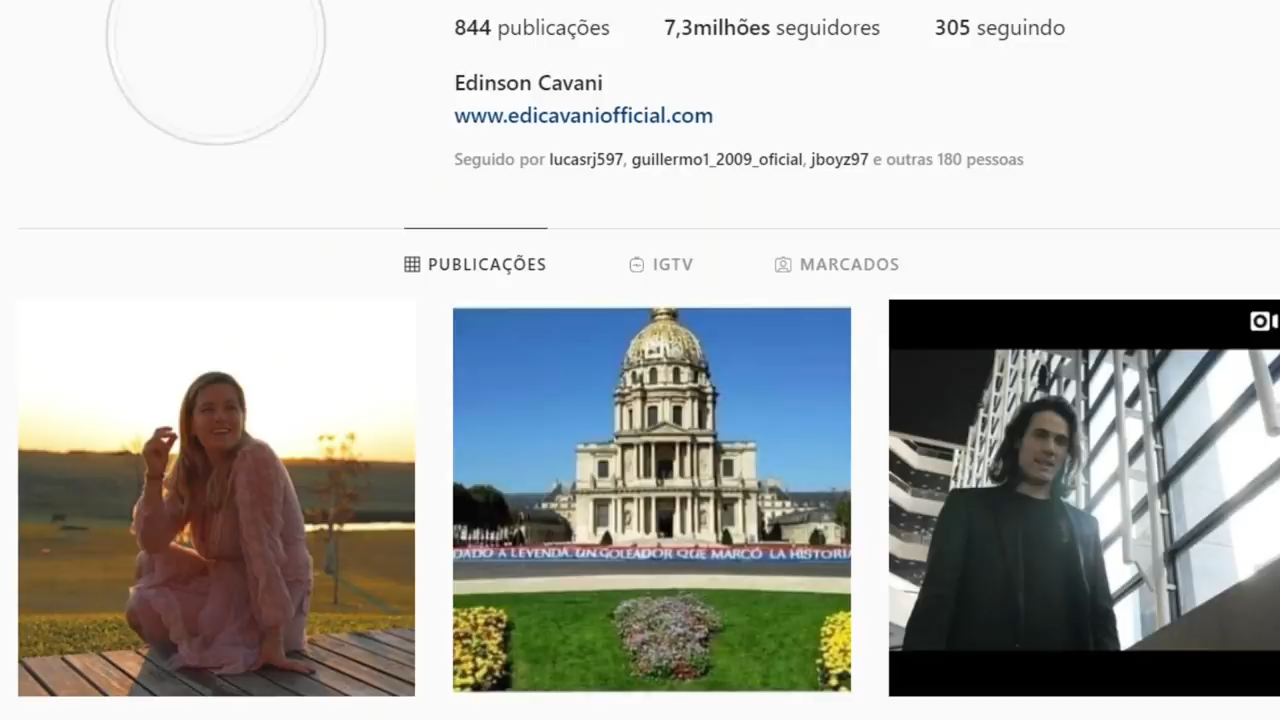 844 publicações 7,3milhões seguidores 305 seguindo
Edinson Cavani
www.edicavaniofficial.com
Seguido por lucasrj597, guillermo1_2009_oficial, jboyz97 e outras 180 pessoas
PUBLICAÇÕES IGTV MARCADOS
DADO A LEYENDA. UN GOLEADOR QUE MARCÓ LA HISTORIA